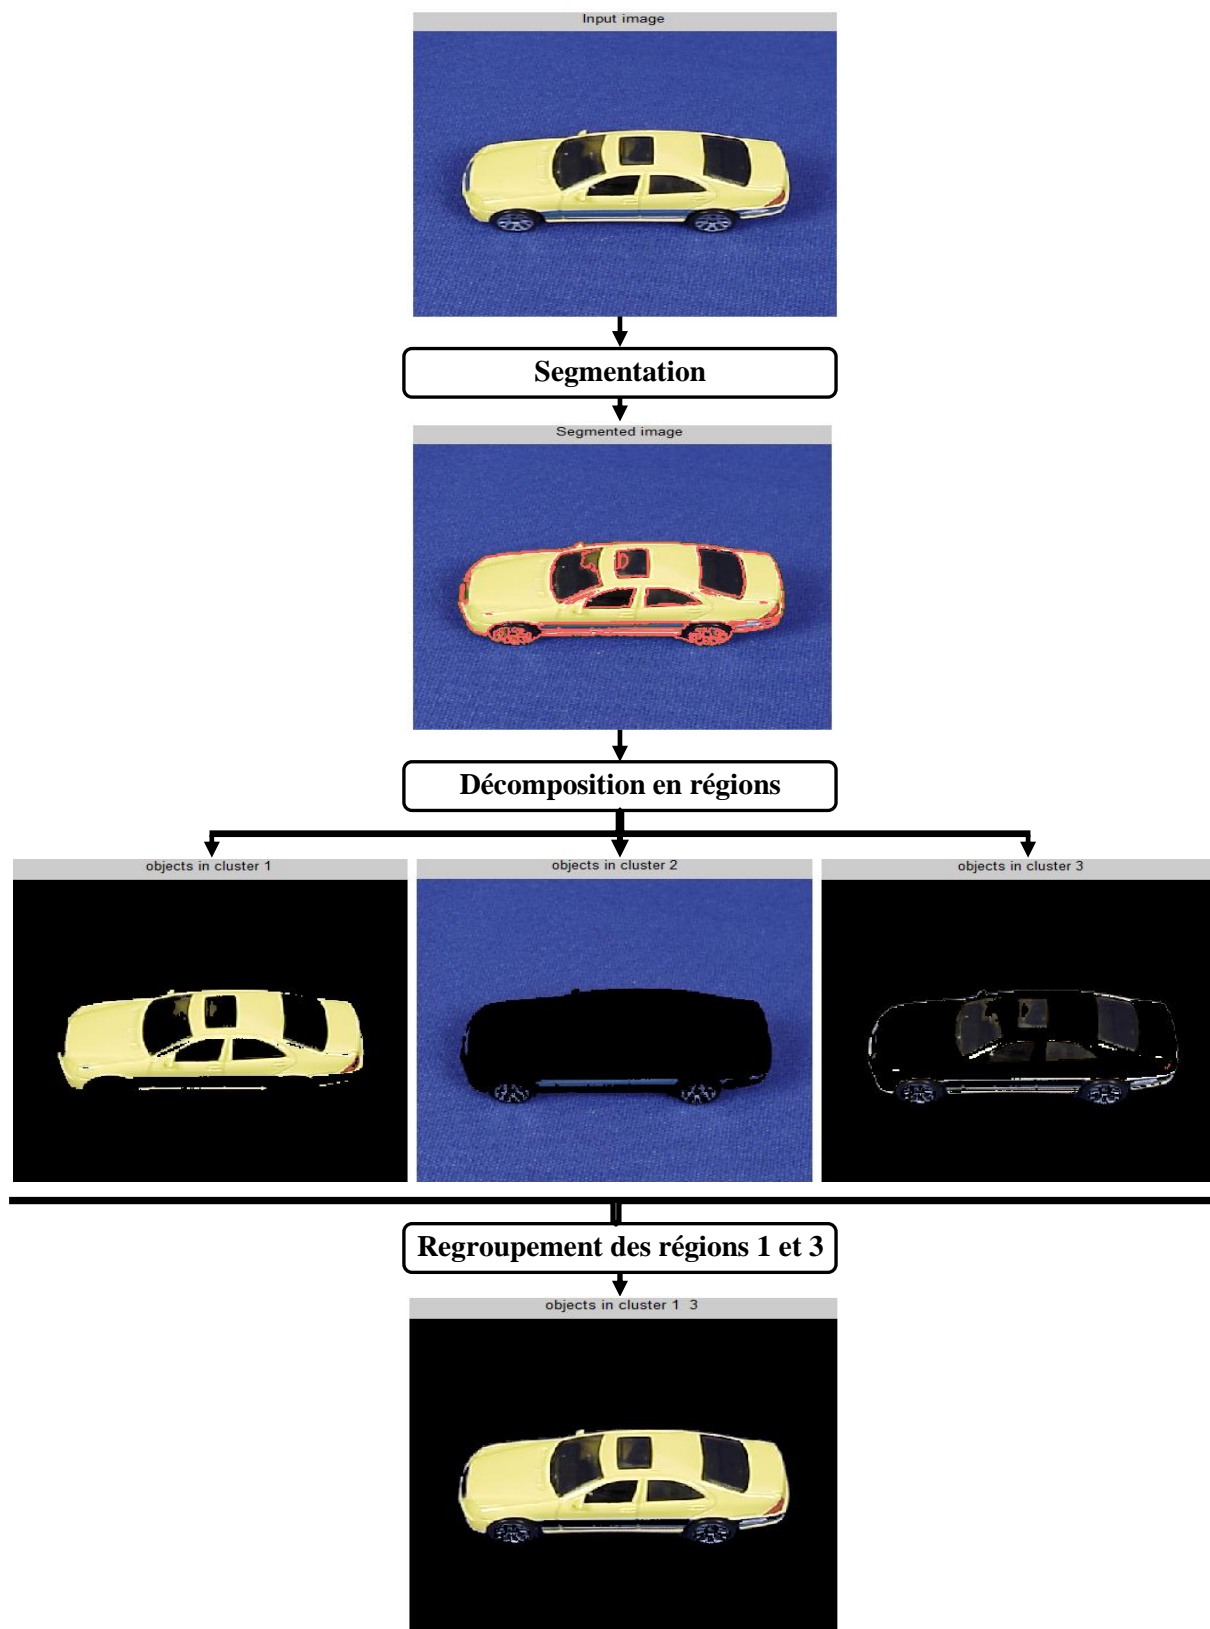 Input image
Segmentation
Segmented image
Décomposition en régions
objects in cluster 1
objects in cluster 2
objects in cluster 3
Regroupement des régions 1 et 3
objects in cluster 1  3